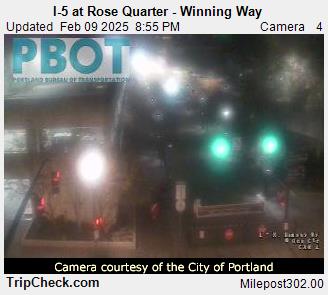 I-5 at Rose Quarter - Winning Way
Updated Feb 09 2025 8:55 PM Camera 4
PBOT
PORTLAND BUREAU OF TRANSPORTATION
Camera courtesy of the City of Portland
TripCheck.com Milepost302.00